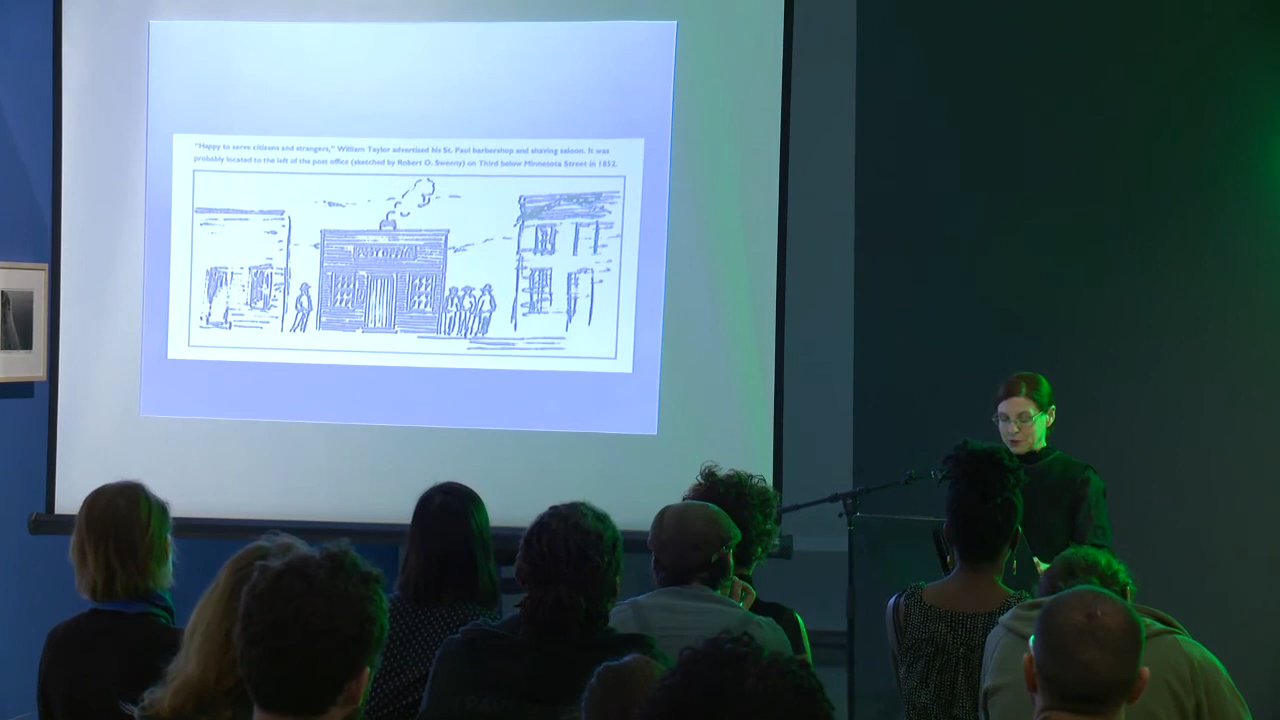 "Happy to serve citizens and strangers," William Taylor advertised his St. Paul barbershop and shaving saloon. It was
probably located to the left of the post office (sketched by Robert O. Sweeny) on Third below Minnesota Street in 1852.
POST OFFICE